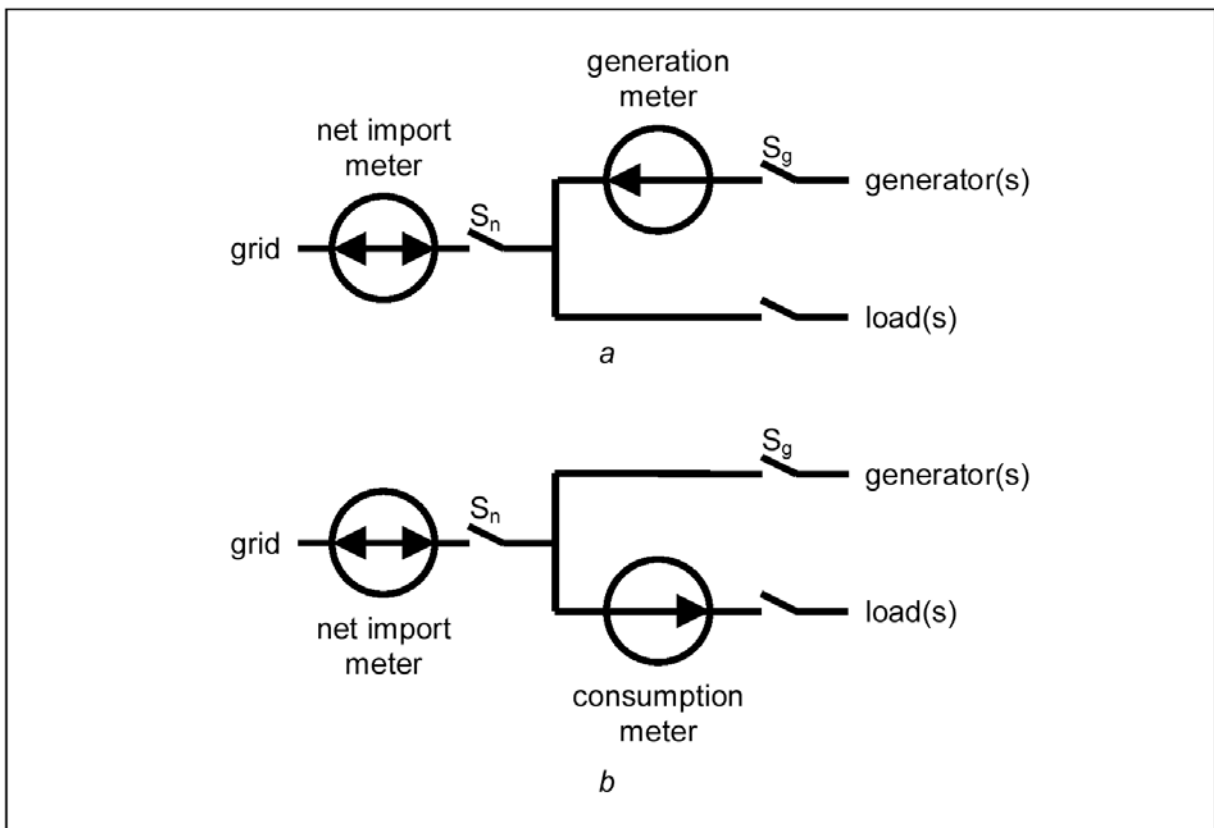 generation
meter
net import
meter
Sg
generator(s)
Sn
grid
load(s)
a
Sg
generator(s)
Sn
grid
load(s)
net import
meter
consumption
meter
b